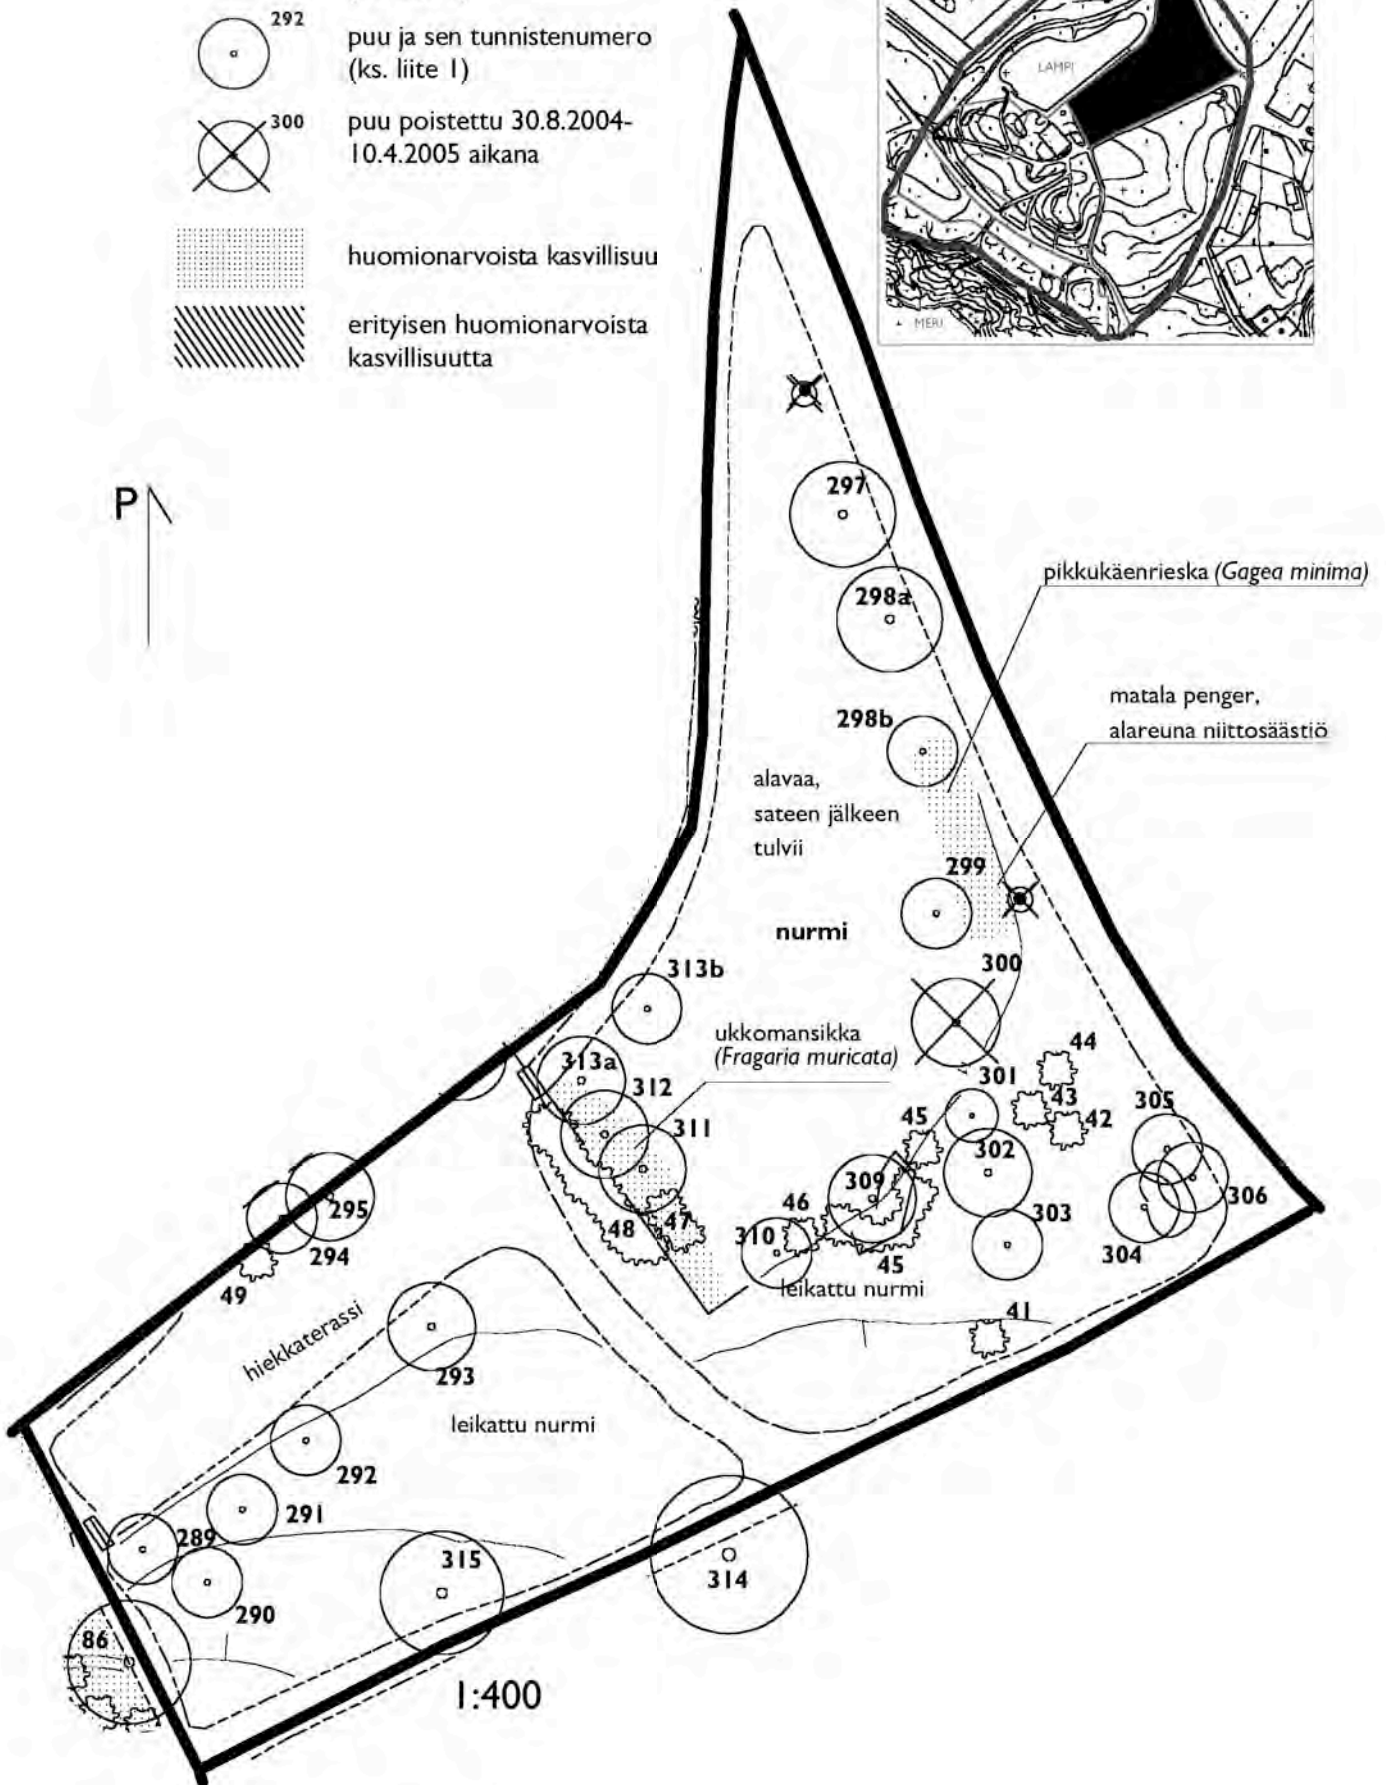 292
puu ja sen tunnistenumero
(ks. liite 1)
300
puu poistettu 30.8.2004-
10.4.2005 aikana
huomionarvoista kasvillisuu
erityisen huomionarvoista
kasvillisuutta
LAMPI
MERI
P
297
298a
pikkukäenrieska (Gagea minima)
matala penger,
alareuna niittosäästiö
298b
alavaa,
sateen jälkeen
tulvii
299
nurmi
300
313b
ukkomansikka
(Fragaria muricata)
44
313a
312
301
43
42
305
311
45
302
309
295
46
306
48
47
310
303
304
294
45
49
leikattu nurmi
41
hiekkaterassi
293
leikattu nurmi
292
291
289
315
314
290
86
1:400